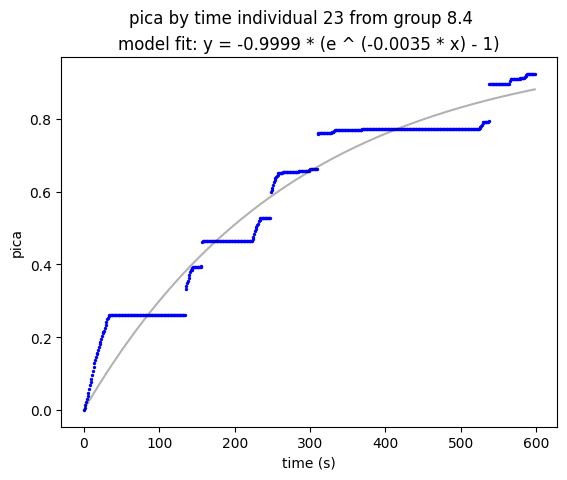 pica by time individual 23 from group 8.4
model fit: y = -0.9999 * (e ^ (-0.0035 * x) - 1)
0.8
0.6
0.4
0.2
0.0
pica
0 100 200 300 400 500 600
time (s)